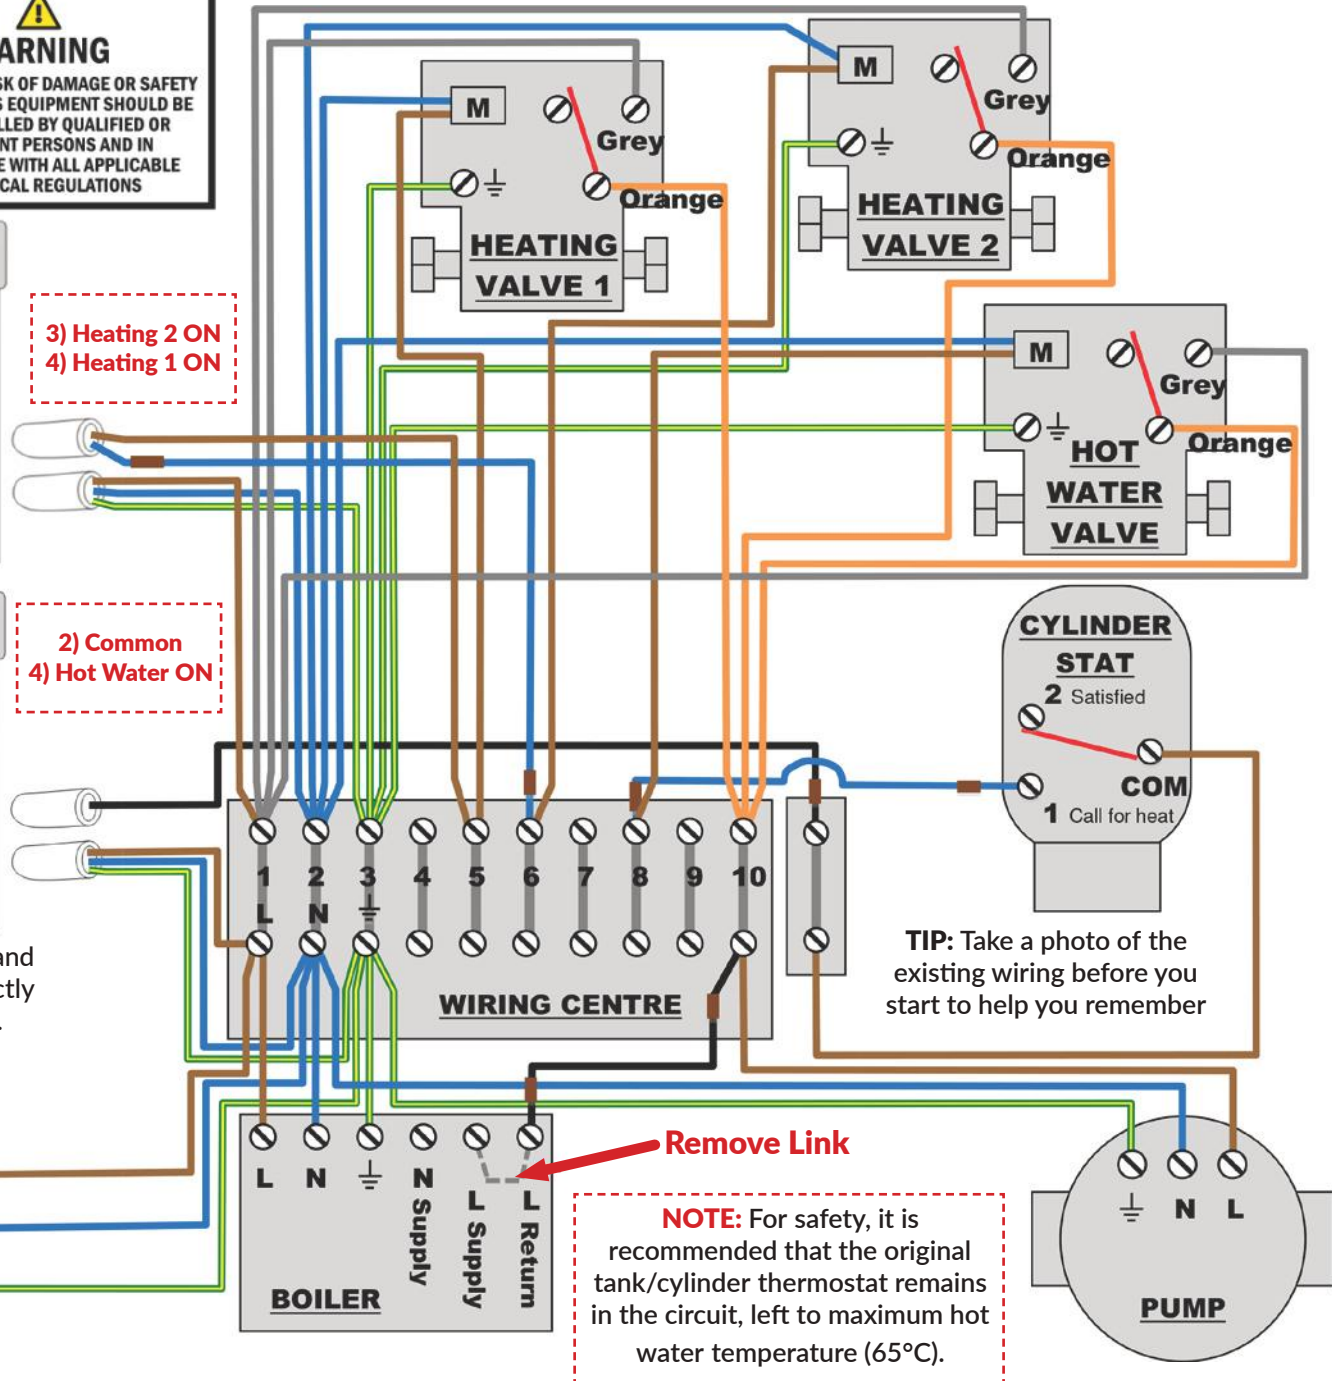 ARNING
SK OF DAMAGE OR SAFETY
S EQUIPMENT SHOULD BE
LLED BY QUALIFIED OR
NT PERSONS AND IN
E WITH ALL APPLICABLE
CAL REGULATIONS
M
Grey
Orange
HEATING
VALVE 1
M
Grey
Orange
HEATING
VALVE 2
3) Heating 2 ON
4) Heating 1 ON
M
Grey
Orange
HOT
WATER
VALVE
2) Common
4) Hot Water ON
CYLINDER
STAT
2 Satisfied
COM
1 Call for heat
1 2 3 4 5 6 7 8 9 10
L N
WIRING CENTRE
and
ctly
.
TIP: Take a photo of the
existing wiring before you
start to help you remember
L N N Supply L Supply L Return
BOILER
Remove Link
NOTE: For safety, it is
recommended that the original
tank/cylinder thermostat remains
in the circuit, left to maximum hot
water temperature (65°C).
N L
PUMP